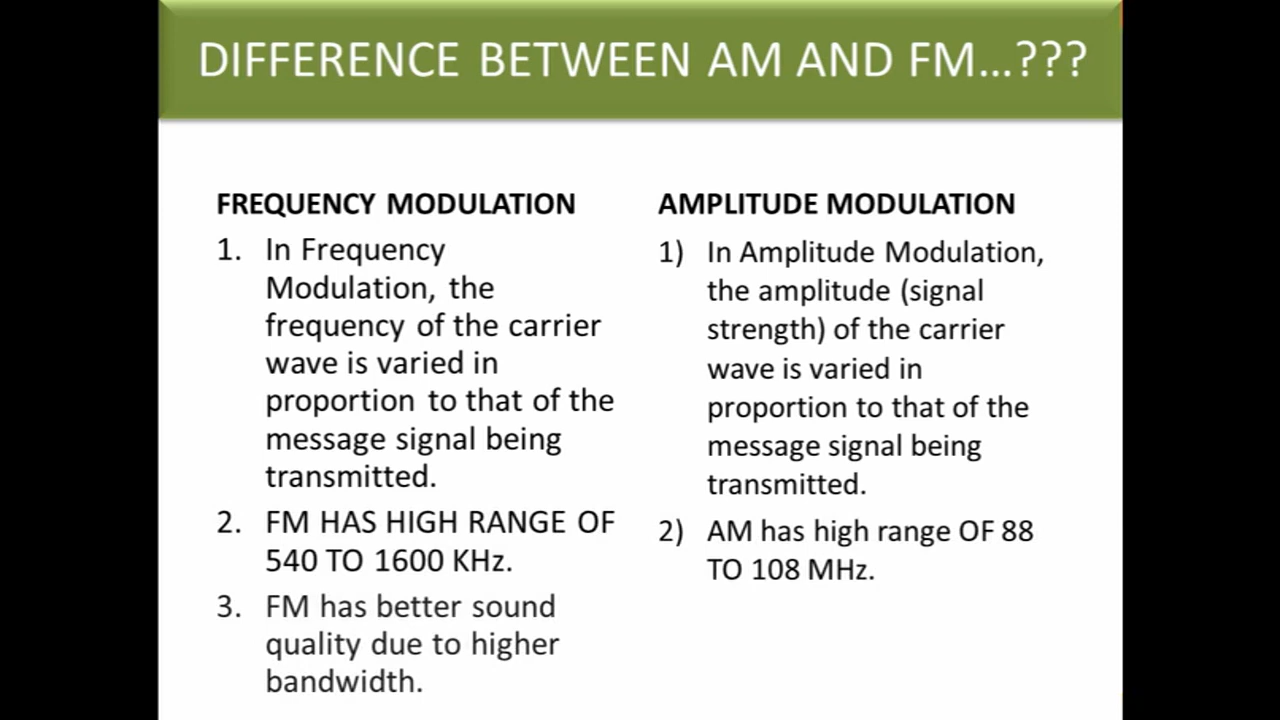 DIFFERENCE BETWEEN AM AND FM...???
FREQUENCY MODULATION
1. In Frequency
Modulation, the
frequency of the carrier
wave is varied in
proportion to that of the
message signal being
transmitted.
2. FM HAS HIGH RANGE OF
540 TO 1600 KHz.
3. FM has better sound
quality due to higher
bandwidth.
AMPLITUDE MODULATION
1) In Amplitude Modulation,
the amplitude (signal
strength) of the carrier
wave is varied in
proportion to that of the
message signal being
transmitted.
2) AM has high range OF 88
TO 108 MHz.